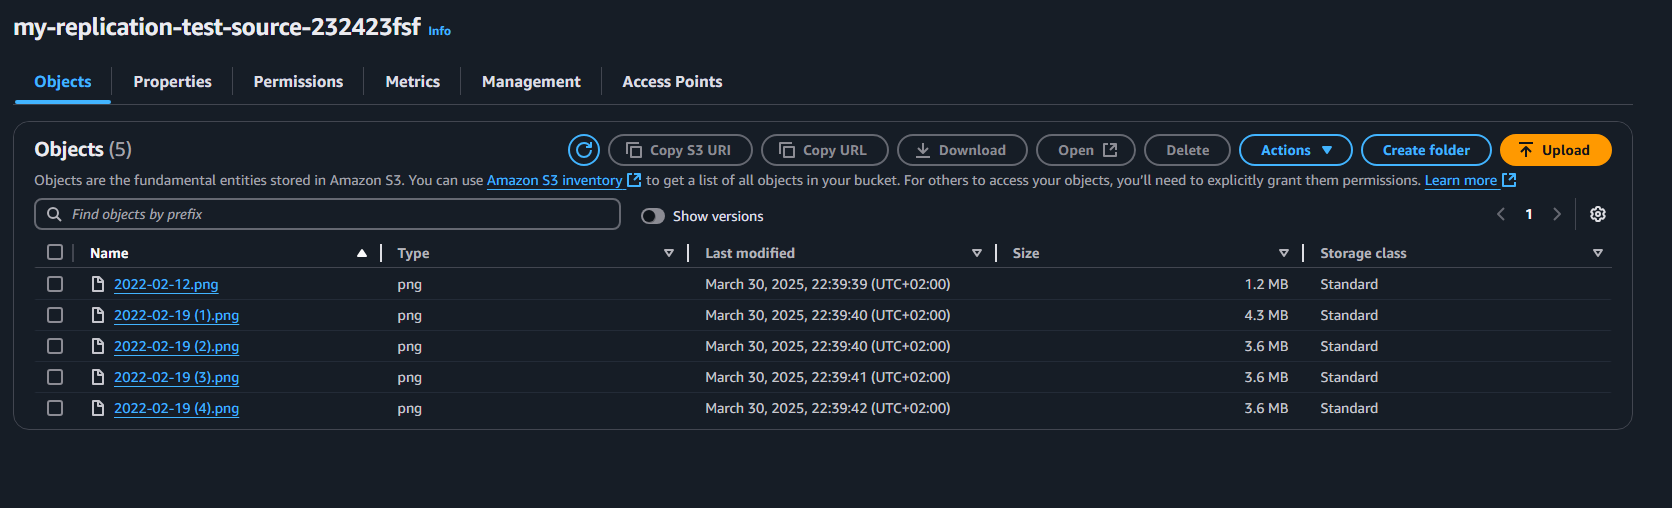 my-replication-test-source-232423fsf Info
Objects Properties Permissions Metrics Management Access Points
Objects (5) Copy S3 URI Copy URL Download Open Delete Actions Create folder Upload
Objects are the fundamental entities stored in Amazon S3. You can use Amazon S3 inventory to get a list of all objects in your bucket. For others to access your objects, you'll need to explicitly grant them permissions. Learn more
Find objects by prefix Show versions 1
Name Type Last modified Size Storage class
2022-02-12.png png March 30, 2025, 22:39:39 (UTC+02:00) 1.2 MB Standard
2022-02-19 (1).png png March 30, 2025, 22:39:40 (UTC+02:00) 4.3 MB Standard
2022-02-19 (2).png png March 30, 2025, 22:39:40 (UTC+02:00) 3.6 MB Standard
2022-02-19 (3).png png March 30, 2025, 22:39:41 (UTC+02:00) 3.6 MB Standard
2022-02-19 (4).png png March 30, 2025, 22:39:42 (UTC+02:00) 3.6 MB Standard